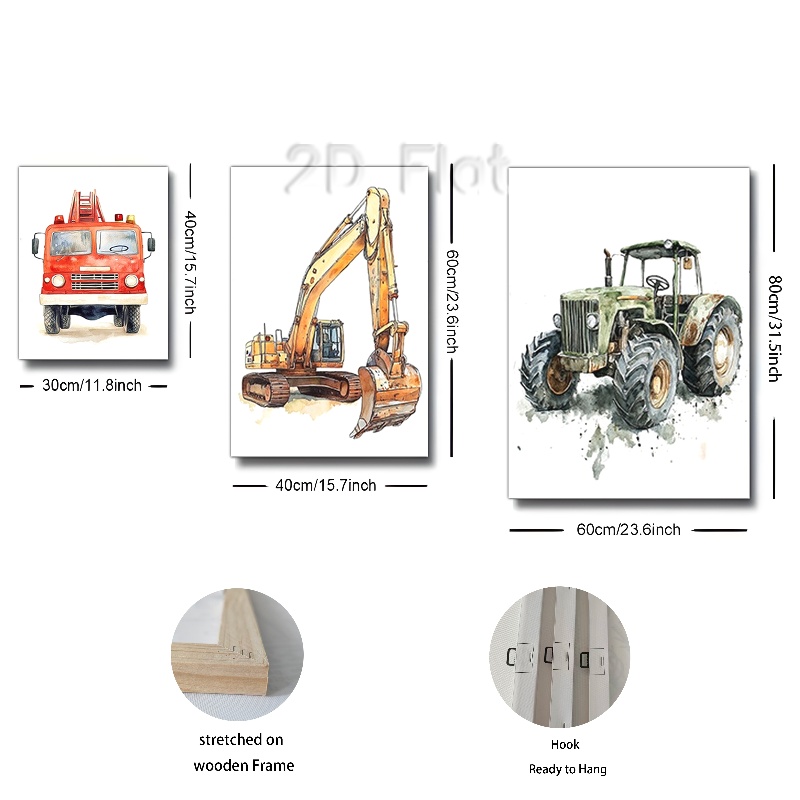 2D Flat
40cm/15.7inch
30cm/11.8inch
60cm/23.6inch
40cm/15.7inch
80cm/31.5inch
60cm/23.6inch
stretched on
wooden Frame
Hook
Ready to Hang